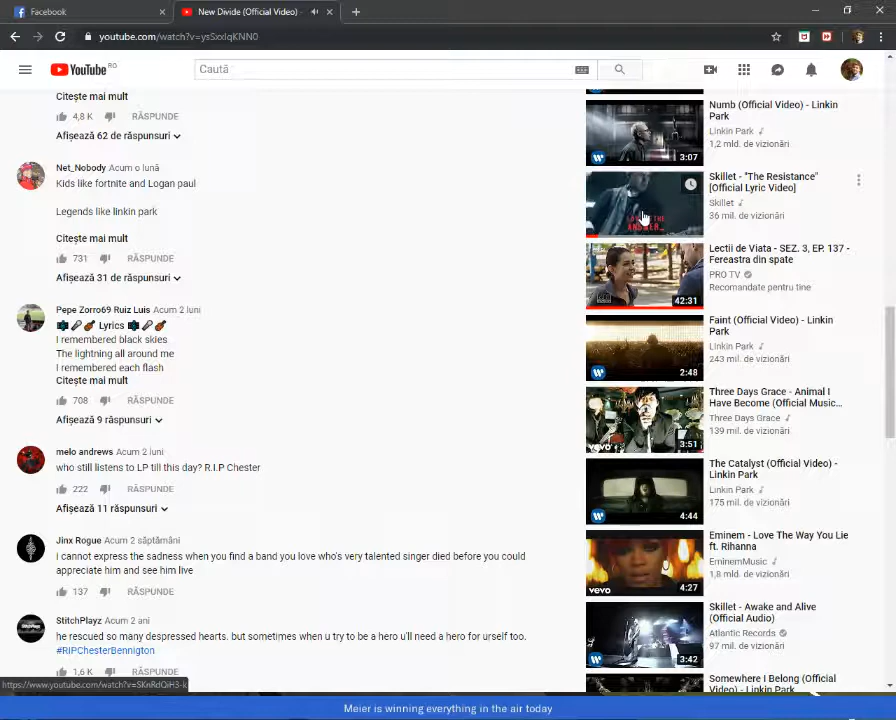 Facebook
New Divide (Official Video) -
youtube.com/watch?v=ysSxxIqKNN0
YouTube RO
Caută
Citește mai mult
4,8 K RĂSPUNDE
Afișează 62 de răspunsuri
Net_Nobody Acum o lună
Kids like fortnite and Logan paul
Legends like linkin park
Citește mai mult
731 RĂSPUNDE
Afișează 31 de răspunsuri
Pepe Zorro69 Ruiz Luis Acum 2 luni
Lyrics
I remembered black skies
The lightning all around me
I remembered each flash
Citește mai mult
708 RĂSPUNDE
Afișează 9 răspunsuri
melo andrews Acum 2 luni
who still listens to LP till this day? R.I.P Chester
222 RĂSPUNDE
Afișează 11 răspunsuri
Jinx Rogue Acum 2 săptămâni
i cannot express the sadness when you find a band you love who's very talented singer died before you could
appreciate him and see him live
137 RĂSPUNDE
StitchPlayz Acum 2 ani
he rescued so many despressed hearts. but sometimes when u try to be a hero u'll need a hero for urself too.
#RIPChesterBennington
1,6 K RĂSPUNDE
https://www.youtube.com/watch?v=SKnRdQiH3-k
3:07
Numb (Official Video) - Linkin
Park
Linkin Park
1,2 mld. de vizionări
ANSWER...
Skillet - "The Resistance"
[Official Lyric Video]
Skillet
36 mil. de vizionări
42:31
Lectii de Viata - SEZ. 3, EP. 137 -
Fereastra din spate
PRO TV
Recomandate pentru tine
2:48
Faint (Official Video) - Linkin
Park
Linkin Park
243 mil. de vizionări
vevo 3:51
Three Days Grace - Animal I
Have Become (Official Music...
Three Days Grace
139 mil. de vizionări
4:44
The Catalyst (Official Video) -
Linkin Park
Linkin Park
175 mil. de vizionări
vevo 4:27
Eminem - Love The Way You Lie
ft. Rihanna
EminemMusic
1,8 mld. de vizionări
3:42
Skillet - Awake and Alive
(Official Audio)
Atlantic Records
97 mil. de vizionări
Somewhere I Belong (Official
Video) - Linkin Park
Meier is winning everything in the air today